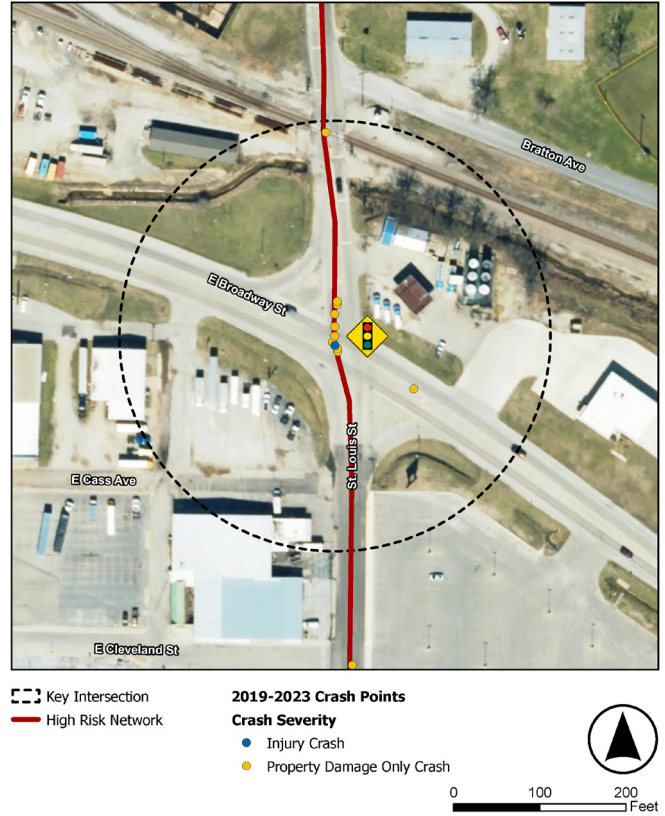 Bratton Ave
E Broadway St
St. Louis St
E Cass Ave
E Cleveland St
Key Intersection
High Risk Network
2019-2023 Crash Points
Crash Severity
Injury Crash
Property Damage Only Crash
0 100 200
Feet